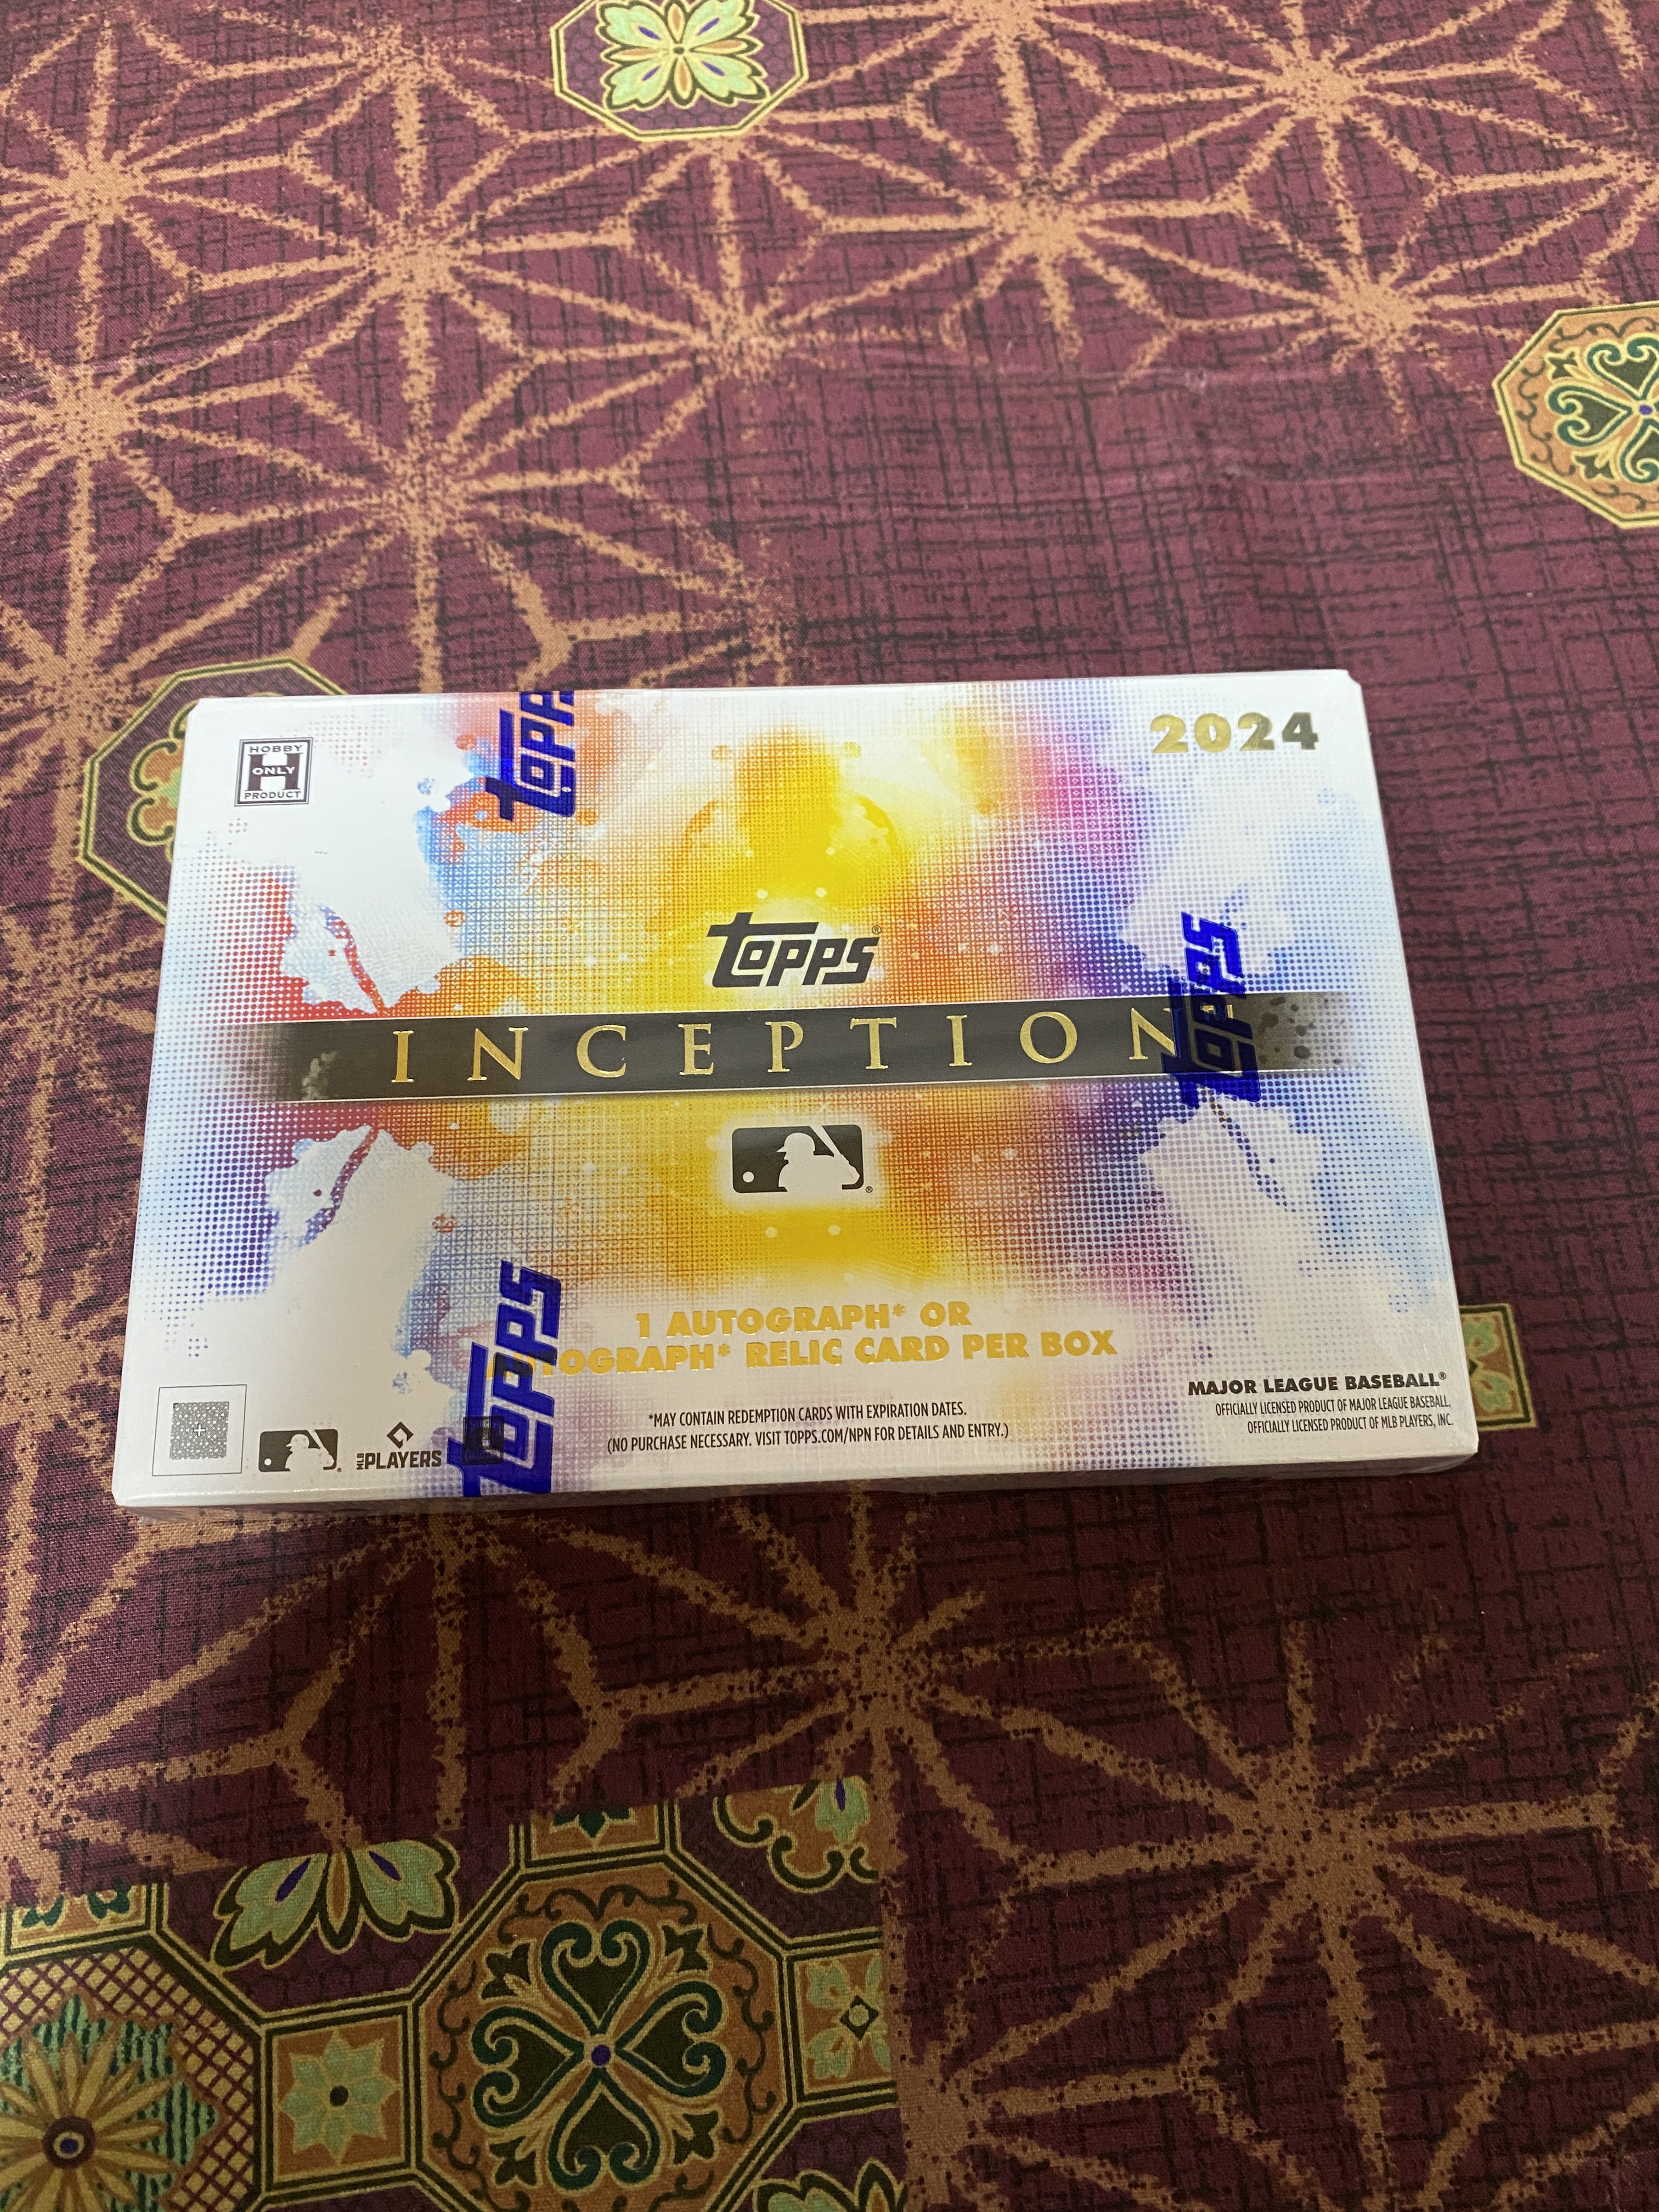 HOBBY
H
ONLY
PRODUCT
topps
2024
topps®
INCEPTION
topps
1 AUTOGRAPH* OR
TOGRAPH* RELIC CARD PER BOX
topps
*MAY CONTAIN REDEMPTION CARDS WITH EXPIRATION DATES.
(NO PURCHASE NECESSARY. VISIT TOPPS.COM/NPN FOR DETAILS AND ENTRY.)
MLB PLAYERS
MAJOR LEAGUE BASEBALL®
OFFICIALLY LICENSED PRODUCT OF MAJOR LEAGUE BASEBALL.
OFFICIALLY LICENSED PRODUCT OF MLB PLAYERS, INC.